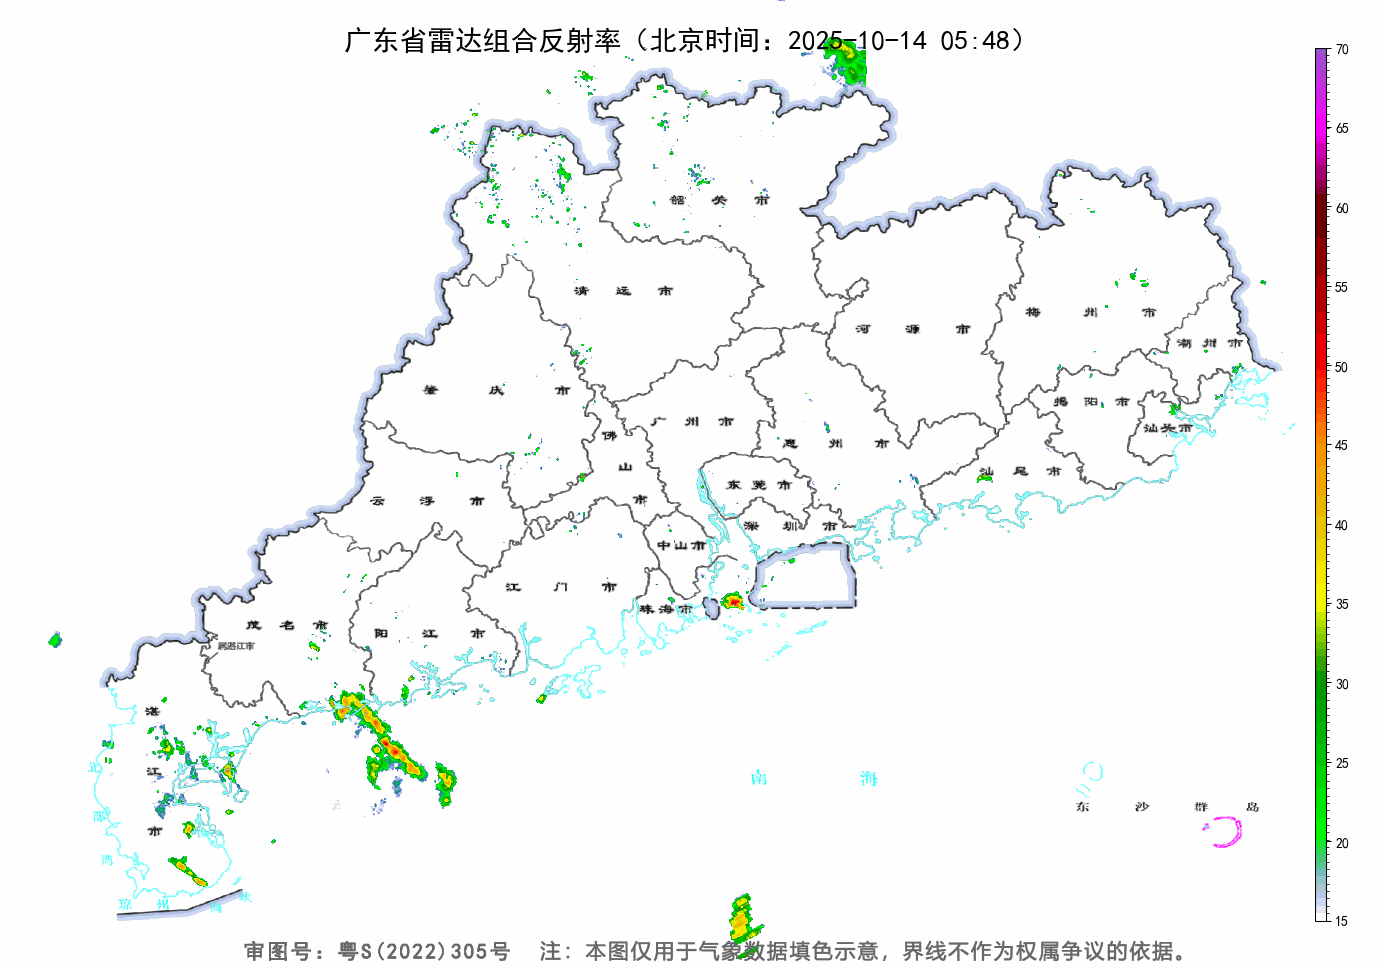 广东省雷达组合反射率（北京时间：2025-10-14 05:48）
70
65
60
55
50
45
40
35
30
25
20
15
韶关市
清远市
河源市
梅州市
潮州市
肇庆市
广州市
佛山市
惠州市
揭阳市
汕头市
汕尾市
云浮市
东莞市
深圳市
中山市
江门市
珠海市
茂名市
属湛江市
阳江市
湛江市
北部湾
琼州海峡
南海
东沙群岛
审图号：粤S(2022)305号 注：本图仅用于气象数据填色示意，界线不作为权属争议的依据。